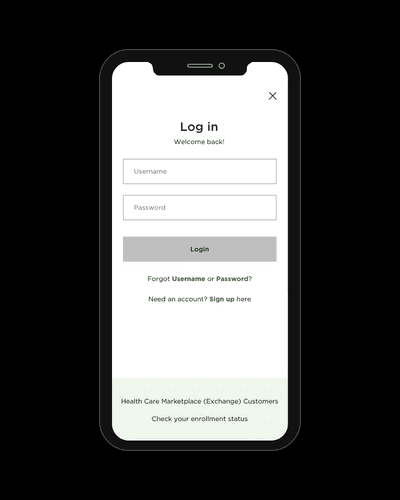 Log in
Welcome back!
Username
Password
Login
Forgot Username or Password?
Need an account? Sign up here
Health Care Marketplace (Exchange) Customers
Check your enrollment status